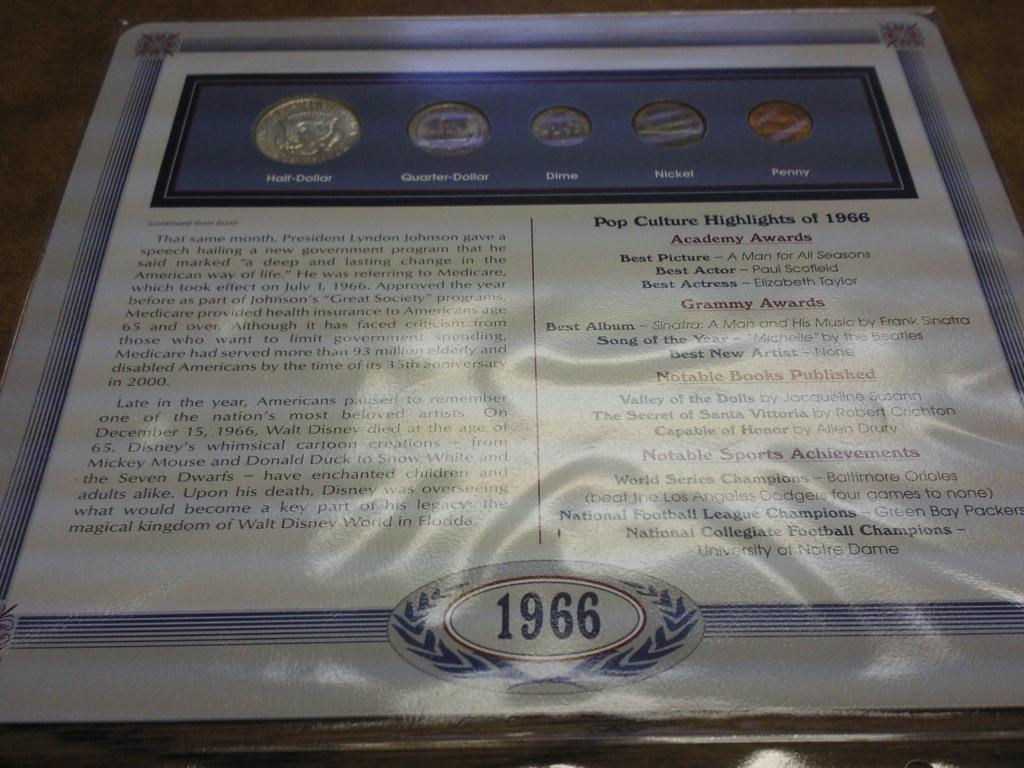 Half-Dollar
Quarter-Dollar
Dime
Nickel
Penny
(continued from front)
That same month, President Lyndon Johnson gave a
speech hailing a new government program that he
said marked "a deep and lasting change in the
American way of life." He was referring to Medicare,
which took effect on July 1, 1966. Approved the year
before as part of Johnson's "Great Society" programs,
Medicare provided health insurance to Americans age
65 and over. Although it has faced criticism from
those who want to limit government spending,
Medicare had served more than 93 million elderly and
disabled Americans by the time of its 35th anniversary
in 2000.
Late in the year, Americans paused to remember
one of the nation's most beloved artists. On
December 15, 1966, Walt Disney died at the age of
65. Disney's whimsical cartoon creations – from
Mickey Mouse and Donald Duck to Snow White and
the Seven Dwarfs – have enchanted children and
adults alike. Upon his death, Disney was overseeing
what would become a key part of his legacy: the
magical kingdom of Walt Disney World in Florida.
Pop Culture Highlights of 1966
Academy Awards
Best Picture – A Man for All Seasons
Best Actor – Paul Scofield
Best Actress – Elizabeth Taylor
Grammy Awards
Best Album – Sinatra: A Man and His Music by Frank Sinatra
Song of the Year – "Michelle" by the Beatles
Best New Artist – None
Notable Books Published
Valley of the Dolls by Jacqueline Susann
The Secret of Santa Vittoria by Robert Crichton
Capable of Honor by Allen Drury
Notable Sports Achievements
World Series Champions – Baltimore Orioles
(beat the Los Angeles Dodgers four games to none)
National Football League Champions – Green Bay Packers
National Collegiate Football Champions –
University of Notre Dame
1966